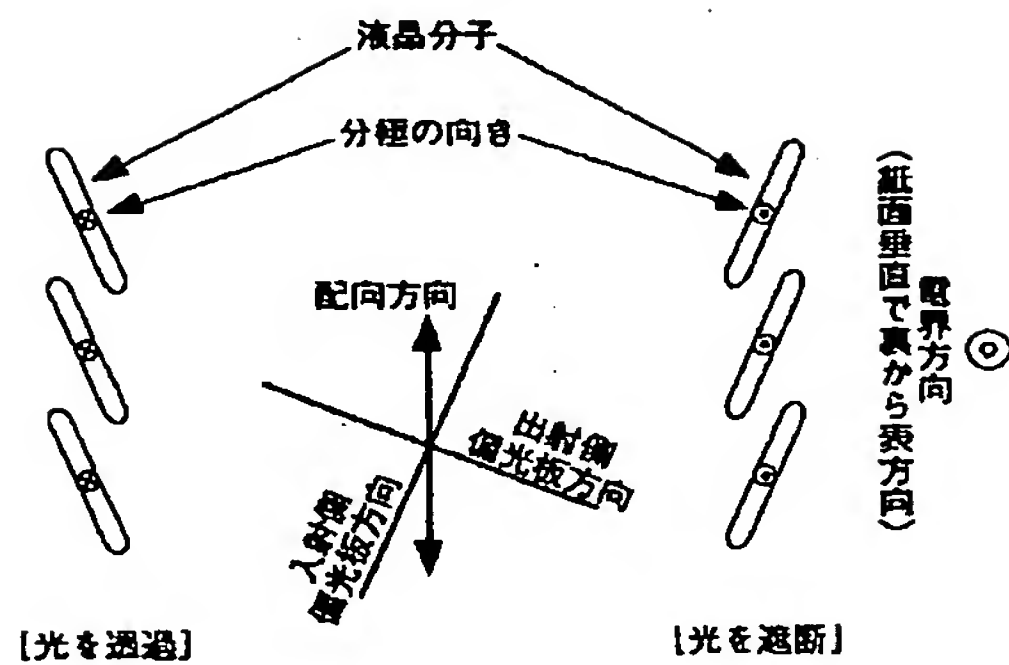 液晶分子
分極の向き
配向方向
出射側
偏光板方向
入射側
偏光板方向
電界方向
（紙面垂直で裏から表方向）
[光を透過]
[光を遮断]